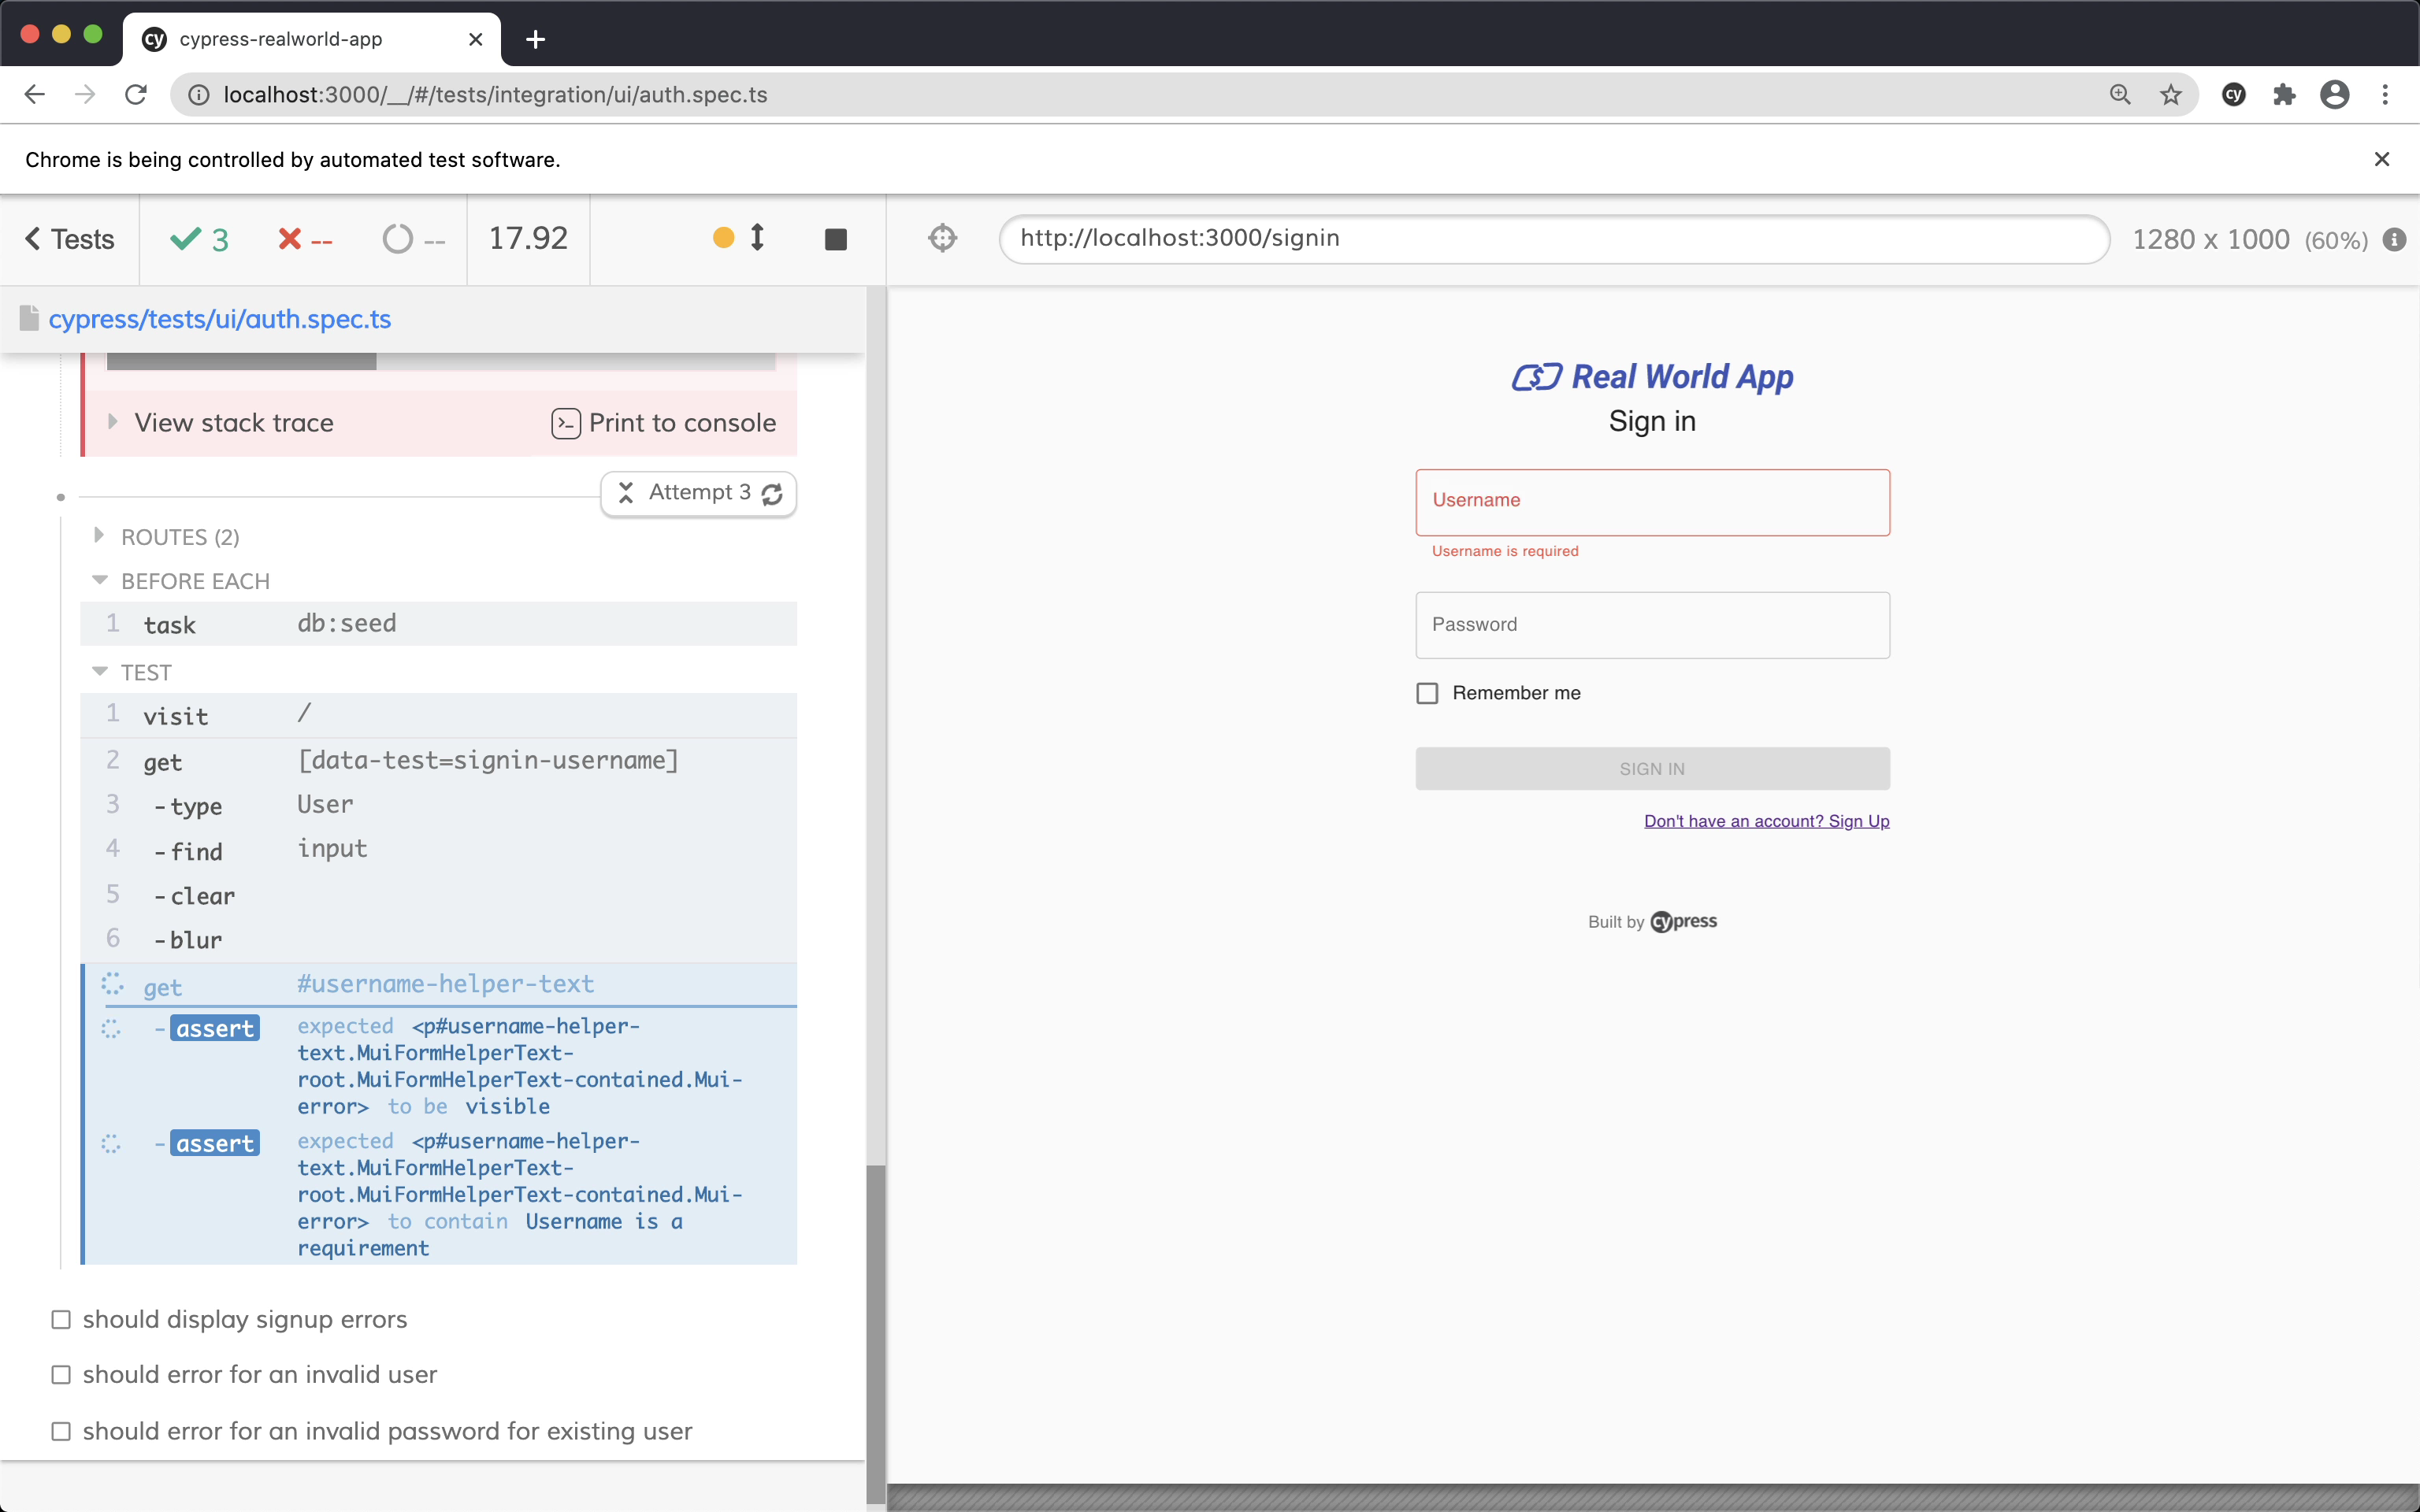 cy cypress-realworld-app
localhost:3000/__/#/tests/integration/ui/auth.spec.ts
cy
Chrome is being controlled by automated test software.
Tests 3 -- -- 17.92
http://localhost:3000/signin
1280 x 1000 (60%)
cypress/tests/ui/auth.spec.ts
View stack trace
Print to console
Attempt 3
ROUTES (2)
BEFORE EACH
1 task db:seed
TEST
1 visit /
2 get [data-test=signin-username]
3 -type User
4 -find input
5 -clear
6 -blur
get #username-helper-text
-assert expected <p#username-helper-
text.MuiFormHelperText-
root.MuiFormHelperText-contained.Mui-
error> to be visible
-assert expected <p#username-helper-
text.MuiFormHelperText-
root.MuiFormHelperText-contained.Mui-
error> to contain Username is a
requirement
should display signup errors
should error for an invalid user
should error for an invalid password for existing user
Real World App
Sign in
Username
Username is required
Password
Remember me
SIGN IN
Don't have an account? Sign Up
Built by cypress